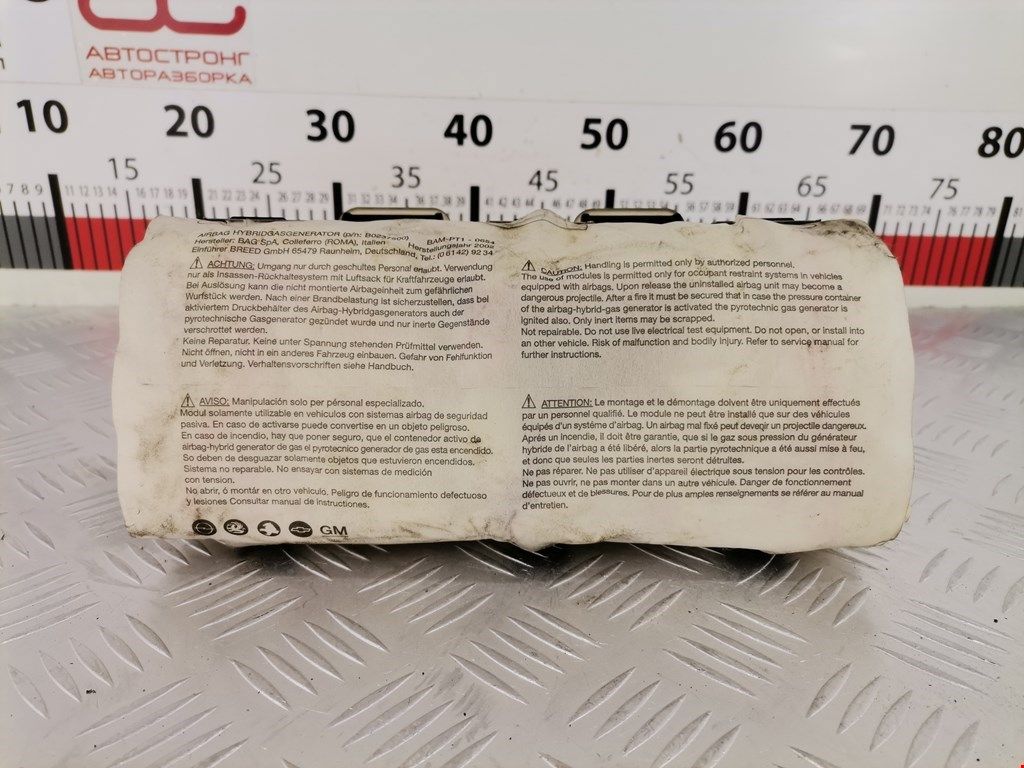 АВТОСТРОНГ
АВТОРАЗБОРКА
10 20 30 40 50 60 70 80
15 25 35 45 55 65 75
AIRBAG HYBRIDGASGENERATOR (p/n:
BAM-PT1 -
Hersteller: BAG SpA, Colleferro (ROMA), Italien
Herstellungsjahr
Einführer BREED GmbH 65479 Raunheim, Deutschland, Tel.: (0 61 42) 92 34
ACHTUNG: Umgang nur durch geschultes Personal erlaubt. Verwendung
nur als Insassen-Rückhaltesystem mit Luftsack für Kraftfahrzeuge erlaubt.
Bei Auslösung kann die nicht montierte Airbageinheit zum gefährlichen
Wurfstück werden. Nach einer Brandbelastung ist sicherzustellen, dass bei
aktiviertem Druckbehälter des Airbag-Hybridgasgenerators auch der
pyrotechnische Gasgenerator gezündet wurde und nur inerte Gegenstände
verschrottet werden.
Keine Reparatur. Keine unter Spannung stehenden Prüfmittel verwenden.
Nicht öffnen, nicht in ein anderes Fahrzeug einbauen. Gefahr von Fehlfunktion
und Verletzung. Verhaltensvorschriften siehe Handbuch.
CAUTION: Handling is permitted only by authorized personnel.
The use of modules is permitted only for occupant restraint systems in vehicles
equipped with airbags. Upon release the uninstalled airbag unit may become a
dangerous projectile. After a fire it must be secured that in case the pressure container
of the airbag-hybrid-gas generator is activated the pyrotechnic gas generator is
ignited also. Only inert items may be scrapped.
Not repairable. Do not use live electrical test equipment. Do not open, or install into
an other vehicle. Risk of malfunction and bodily injury. Refer to service manual for
further instructions.
AVISO: Manipulación solo per pérsonal especializado.
Modul solamente utilizable en vehiculos con sistemas airbag de seguridad
pasiva. En caso de activarse puede convertise en un objeto peligroso.
En caso de incendio, hay que poner seguro, que el contenedor activo de
airbag-hybrid generator de gas el pyrotecnico generador de gas esta encendido.
So deben de desguazar solamente objetos que estuvieron encendidos.
Sistema no reparable. No ensayar con sistemas de medición
con tension.
No abrir, ó montár en otro vehiculo. Peligro de funcionamiento defectuoso
y lesiones Consultar manual de instructiones.
ATTENTION: Le montage et le démontage doivent être uniquement effectués
par un personnel qualifié. Le module ne peut être installé que sur des véhicules
équipés d'un systéme d'airbag. Un airbag mal fixé peut devenir un projectile dangereux.
Aprés un incendie, il doit être garantie, que si le gaz sous pression du générateur
hybride de l'airbag a été libéré, alors la partie pyrotechnique a été aussi mise à feu,
et donc que seules les parties inertes seront détruites.
Ne pas réparer. Ne pas utiliser d'appareil électrique sous tension pour les contrôles.
Ne pas ouvrir, ne pas monter dans un autre véhicule. Danger de fonctionnement
défectueux et de blessures. Pour de plus amples renseignements se référer au manual
d'entretien.
GM